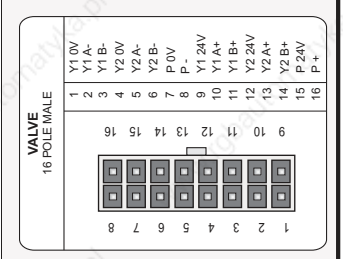 VALVE
16 POLE MALE
1 Y1 0V
2 Y1 A-
3 Y1 B-
4 Y2 0V
5 Y2 A-
6 Y2 B-
7 P 0V
8 P -
9 Y1 24V
10 Y1 A+
11 Y1 B+
12 Y2 24V
13 Y2 A+
14 Y2 B+
15 P 24V
16 P +
16 15 14 13 12 11 10 9
8 7 6 5 4 3 2 1